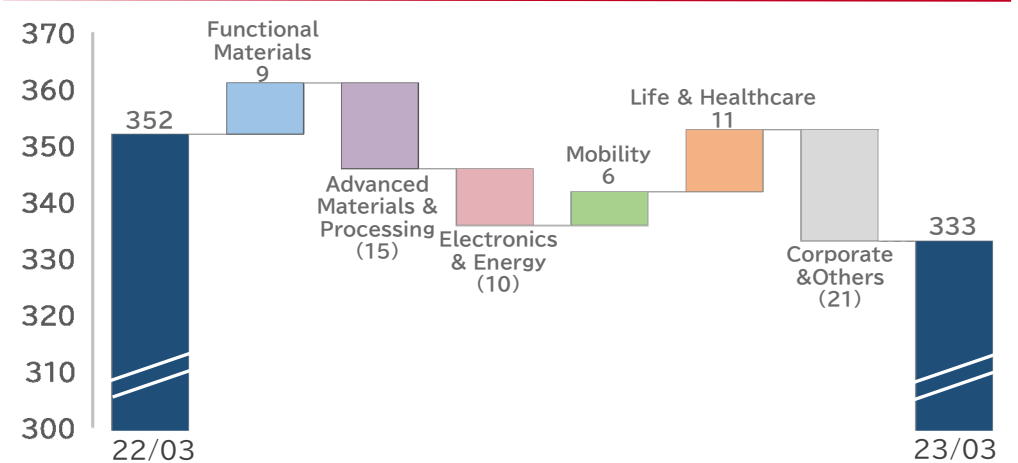 370
360
350
340
330
320
310
300
352
Functional
Materials
9
Advanced
Materials &
Processing
(15)
Electronics
& Energy
(10)
Mobility
6
Life & Healthcare
11
Corporate
&Others
(21)
333
22/03
23/03